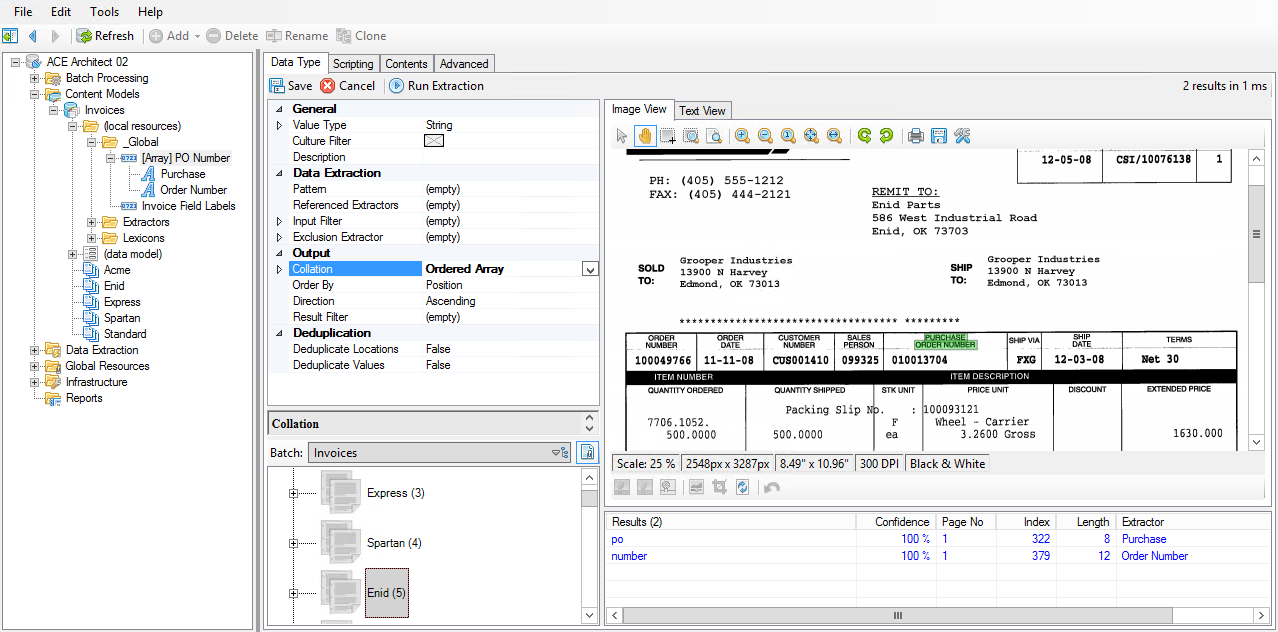 File Edit Tools Help
Refresh Add Delete Rename Clone
ACE Architect 02
Batch Processing
Content Models
Invoices
(local resources)
_Global
[Array] PO Number
Purchase
Order Number
Invoice Field Labels
Extractors
Lexicons
(data model)
Acme
Enid
Express
Spartan
Standard
Data Extraction
Global Resources
Infrastructure
Reports
Data Type Scripting Contents Advanced
Save Cancel Run Extraction 2 results in 1 ms
General
Value Type String
Culture Filter
Description
Data Extraction
Pattern (empty)
Referenced Extractors (empty)
Input Filter (empty)
Exclusion Extractor (empty)
Output
Collation Ordered Array
Order By Position
Direction Ascending
Result Filter (empty)
Deduplication
Deduplicate Locations False
Deduplicate Values False
Collation
Batch: Invoices
Express (3)
Spartan (4)
Enid (5)
Image View Text View
12-05-08 CSI/10076138 1
PH: (405) 555-1212
FAX: (405) 444-2121
REMIT TO:
Enid Parts
586 West Industrial Road
Enid, OK 73703
SOLD TO:
Grooper Industries
13900 N Harvey
Edmond, OK 73013
SHIP TO:
Grooper Industries
13900 N Harvey
Edmond, OK 73013
********************************** *********
ORDER NUMBER ORDER DATE CUSTOMER NUMBER SALES PERSON PURCHASE ORDER NUMBER SHIP VIA SHIP DATE TERMS
100049766 11-11-08 CUS001410 099325 010013704 FXG 12-03-08 Net 30
ITEM NUMBER ITEM DESCRIPTION
QUANTITY ORDERED QUANTITY SHIPPED STK UNIT PRICE UNIT DISCOUNT EXTENDED PRICE
Packing Slip No. : 100093121
7706.1052. F Wheel - Carrier
500.0000 500.0000 ea 3.2600 Gross 1630.000
Scale: 25 % 2548px x 3287px 8.49" x 10.96" 300 DPI Black & White
Results (2) Confidence Page No Index Length Extractor
po 100 % 1 322 8 Purchase
number 100 % 1 379 12 Order Number